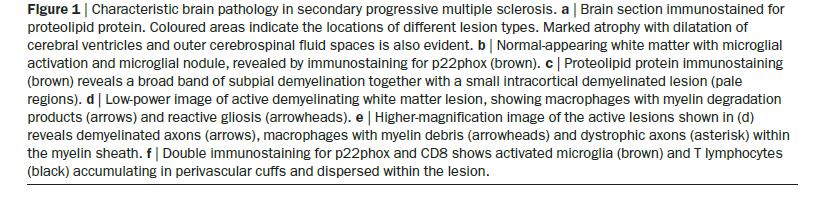 Figure 1 | Characteristic brain pathology in secondary progressive multiple sclerosis. a | Brain section immunostained for
proteolipid protein. Coloured areas indicate the locations of different lesion types. Marked atrophy with dilatation of
cerebral ventricles and outer cerebrospinal fluid spaces is also evident. b | Normal-appearing white matter with microglial
activation and microglial nodule, revealed by immunostaining for p22phox (brown). c | Proteolipid protein immunostaining
(brown) reveals a broad band of subpial demyelination together with a small intracortical demyelinated lesion (pale
regions). d | Low-power image of active demyelinating white matter lesion, showing macrophages with myelin degradation
products (arrows) and reactive gliosis (arrowheads). e | Higher-magnification image of the active lesions shown in (d)
reveals demyelinated axons (arrows), macrophages with myelin debris (arrowheads) and dystrophic axons (asterisk) within
the myelin sheath. f | Double immunostaining for p22phox and CD8 shows activated microglia (brown) and T lymphocytes
(black) accumulating in perivascular cuffs and dispersed within the lesion.